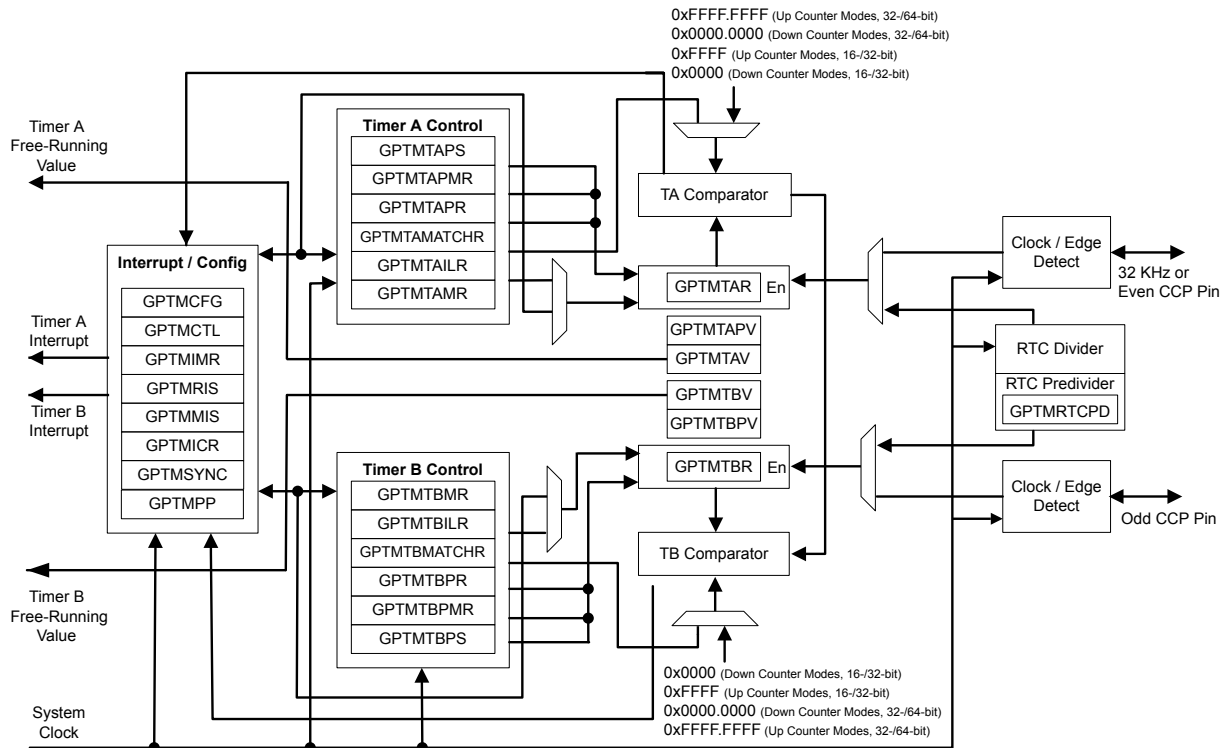 0xFFFF.FFFF (Up Counter Modes, 32-/64-bit)
0x0000.0000 (Down Counter Modes, 32-/64-bit)
0xFFFF (Up Counter Modes, 16-/32-bit)
0x0000 (Down Counter Modes, 16-/32-bit)
Timer A
Free-Running
Value
Timer A Control
GPTMTAPS
GPTMTAPMR
GPTMTAPR
GPTMTAMATCHR
GPTMTAILR
GPTMTAMR
TA Comparator
GPTMTAR
En
Clock / Edge
Detect
32 KHz or
Even CCP Pin
Interrupt / Config
GPTMCFG
GPTMCTL
GPTMIMR
GPTMRIS
GPTMMIS
GPTMICR
GPTMSYNC
GPTMPP
Timer A
Interrupt
Timer B
Interrupt
GPTMTAPV
GPTMTAV
GPTMTBV
GPTMTBPV
RTC Divider
RTC Predivider
GPTMRTCPD
Timer B Control
GPTMTBMR
GPTMTBILR
GPTMTBMATCHR
GPTMTBPR
GPTMTBPMR
GPTMTBPS
GPTMTBR
En
TB Comparator
Clock / Edge
Detect
Odd CCP Pin
Timer B
Free-Running
Value
0x0000 (Down Counter Modes, 16-/32-bit)
0xFFFF (Up Counter Modes, 16-/32-bit)
0x0000.0000 (Down Counter Modes, 32-/64-bit)
0xFFFF.FFFF (Up Counter Modes, 32-/64-bit)
System
Clock